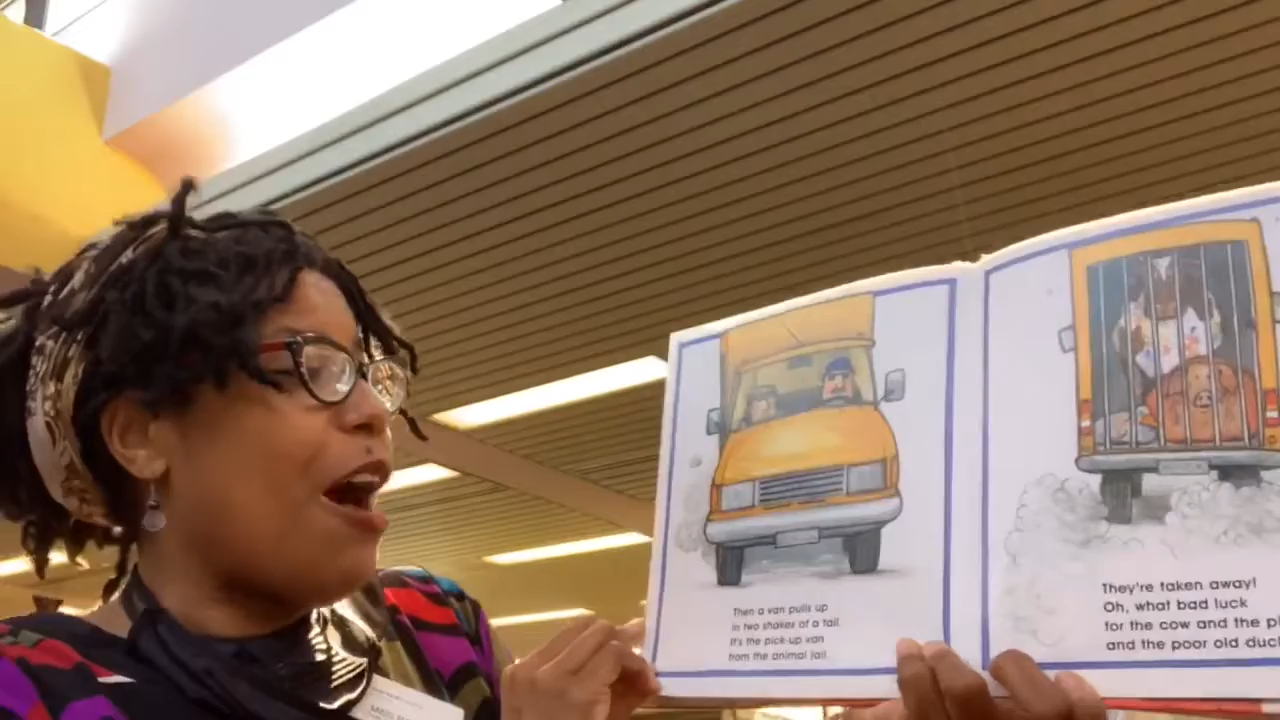 Then a van pulls up
in two shakes of a tail.
It's the pick-up van
from the animal jail.
They're taken away!
Oh, what bad luck
for the cow and the
and the poor old